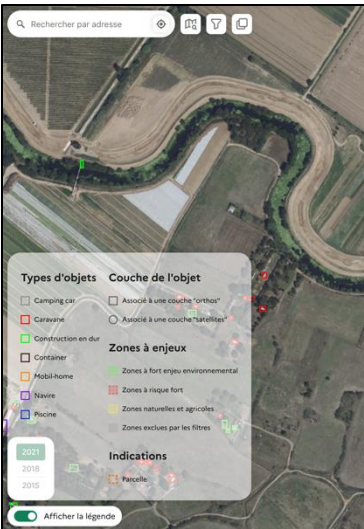 Rechercher par adresse
Types d'objets
Camping car
Caravane
Construction en dur
Container
Mobil-home
Navire
Piscine
Couche de l'objet
Associé à une couche "orthos"
Associé à une couche "satellites"
Zones à enjeux
Zones à fort enjeu environnemental
Zones à risque fort
Zones naturelles et agricoles
Zones exclues par les filtres
Indications
Parcelle
2021
2018
2015
Afficher la légende